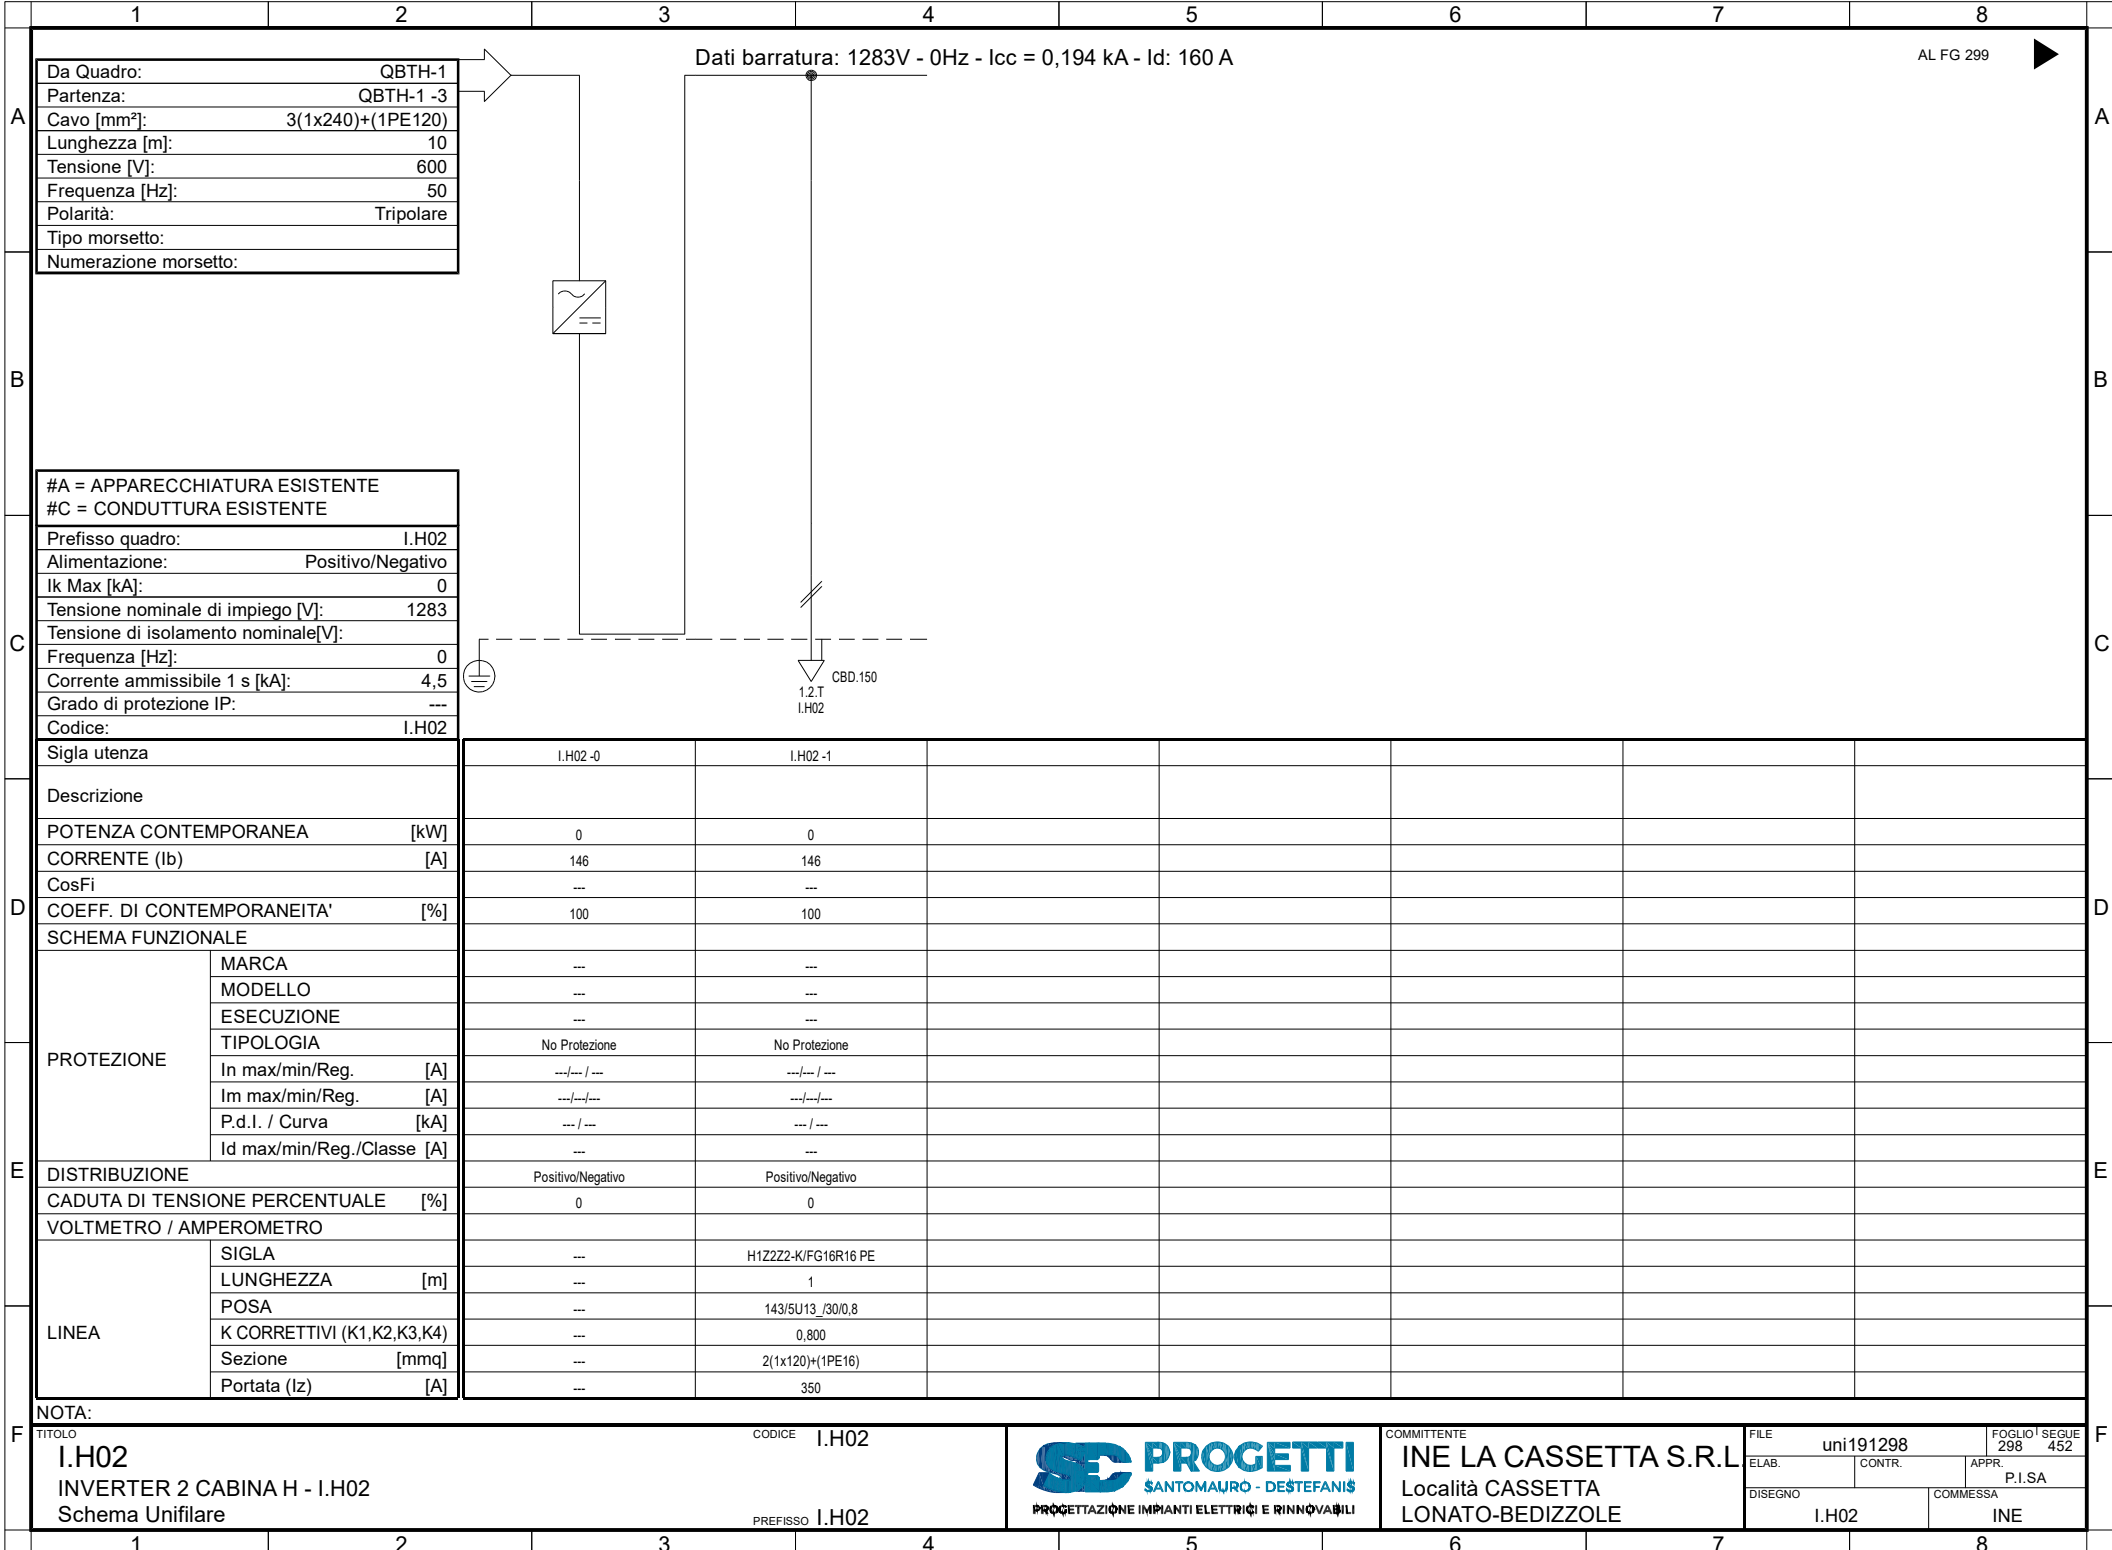 1 2 3 4 5 6 7 8
Dati barratura: 1283V - 0Hz - Icc = 0,194 kA - Id: 160 A
AL FG 299
Da Quadro: QBTH-1
Partenza: QBTH-1 -3
Cavo [mm²]: 3(1x240)+(1PE120)
Lunghezza [m]: 10
Tensione [V]: 600
Frequenza [Hz]: 50
Polarità: Tripolare
Tipo morsetto:
Numerazione morsetto:
A A
B B
#A = APPARECCHIATURA ESISTENTE
#C = CONDUTTURA ESISTENTE
Prefisso quadro: I.H02
Alimentazione: Positivo/Negativo
Ik Max [kA]: 0
Tensione nominale di impiego [V]: 1283
Tensione di isolamento nominale[V]:
Frequenza [Hz]: 0
Corrente ammissibile 1 s [kA]: 4,5
Grado di protezione IP: ---
Codice: I.H02
C C
CBD.150
1.2.T
I.H02
Sigla utenza I.H02 -0 I.H02 -1
Descrizione
POTENZA CONTEMPORANEA [kW] 0 0
CORRENTE (Ib) [A] 146 146
CosFi --- ---
D COEFF. DI CONTEMPORANEITA' [%] 100 100 D
SCHEMA FUNZIONALE
PROTEZIONE
MARCA --- ---
MODELLO --- ---
ESECUZIONE --- ---
TIPOLOGIA No Protezione No Protezione
In max/min/Reg. [A] ---/--- / --- ---/--- / ---
Im max/min/Reg. [A] ---/---/--- ---/---/---
P.d.I. / Curva [kA] --- / --- --- / ---
Id max/min/Reg./Classe [A] --- ---
E DISTRIBUZIONE Positivo/Negativo Positivo/Negativo E
CADUTA DI TENSIONE PERCENTUALE [%] 0 0
VOLTMETRO / AMPEROMETRO
LINEA
SIGLA --- H1Z2Z2-K/FG16R16 PE
LUNGHEZZA [m] --- 1
POSA --- 143/5U13_/30/0,8
K CORRETTIVI (K1,K2,K3,K4) --- 0,800
Sezione [mmq] --- 2(1x120)+(1PE16)
Portata (Iz) [A] --- 350
NOTA:
F F
TITOLO
I.H02
INVERTER 2 CABINA H - I.H02
Schema Unifilare
CODICE I.H02
PREFISSO I.H02
PROGETTI
SANTOMAURO - DESTEFANIS
PROGETTAZIONE IMPIANTI ELETTRICI E RINNOVABILI
COMMITTENTE
INE LA CASSETTA S.R.L.
Località CASSETTA
LONATO-BEDIZZOLE
FILE uni191298
FOGLIO 298 SEGUE 452
ELAB. CONTR. APPR. P.I.SA
DISEGNO I.H02
COMMESSA INE
1 2 3 4 5 6 7 8